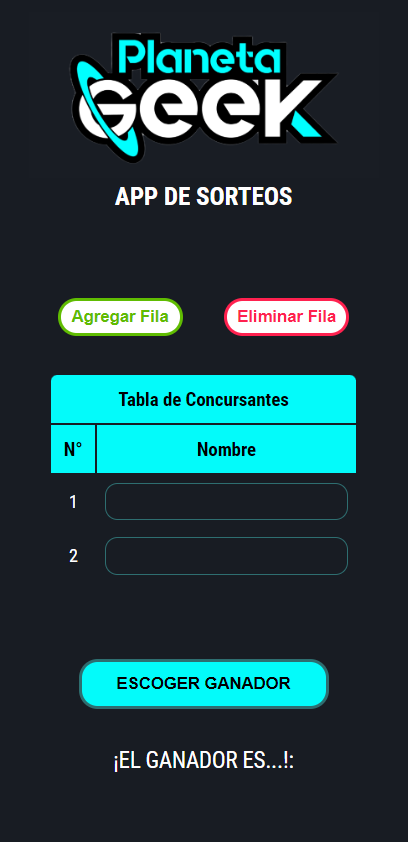 Planeta
GEEK
APP DE SORTEOS
Agregar Fila
Eliminar Fila
Tabla de Concursantes
N° Nombre
1
2
ESCOGER GANADOR
¡EL GANADOR ES...!: